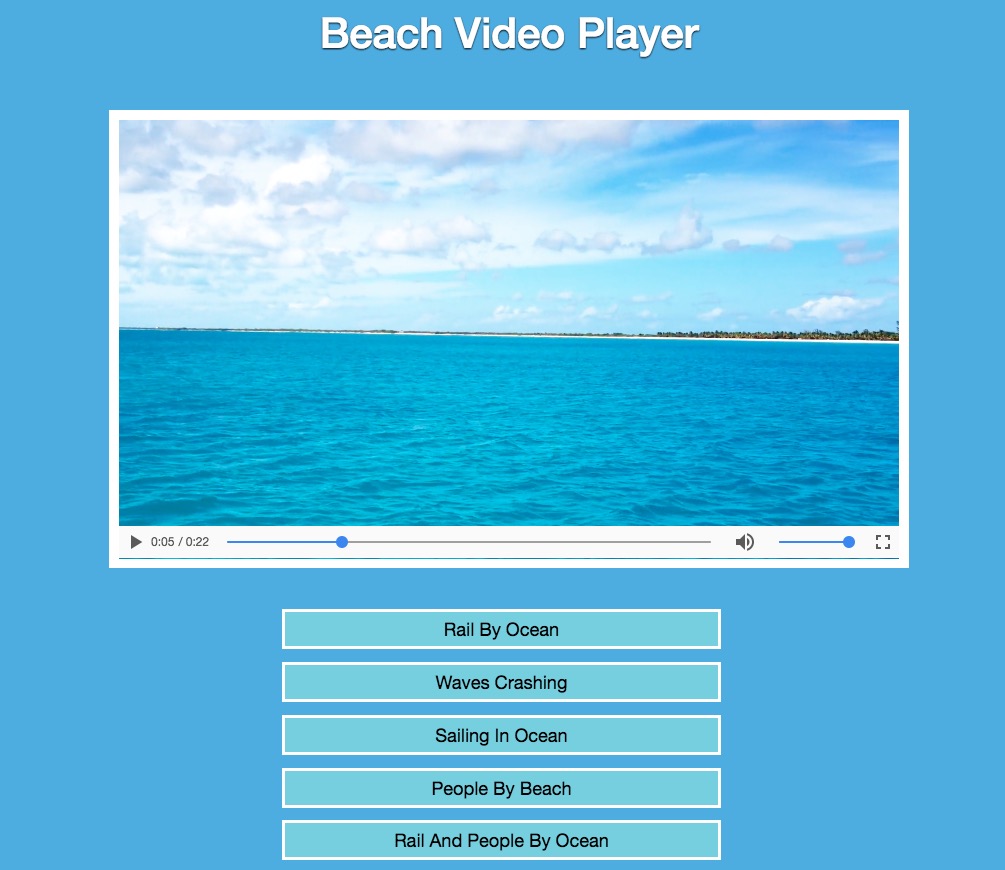 Beach Video Player
0:05 / 0:22
Rail By Ocean
Waves Crashing
Sailing In Ocean
People By Beach
Rail And People By Ocean